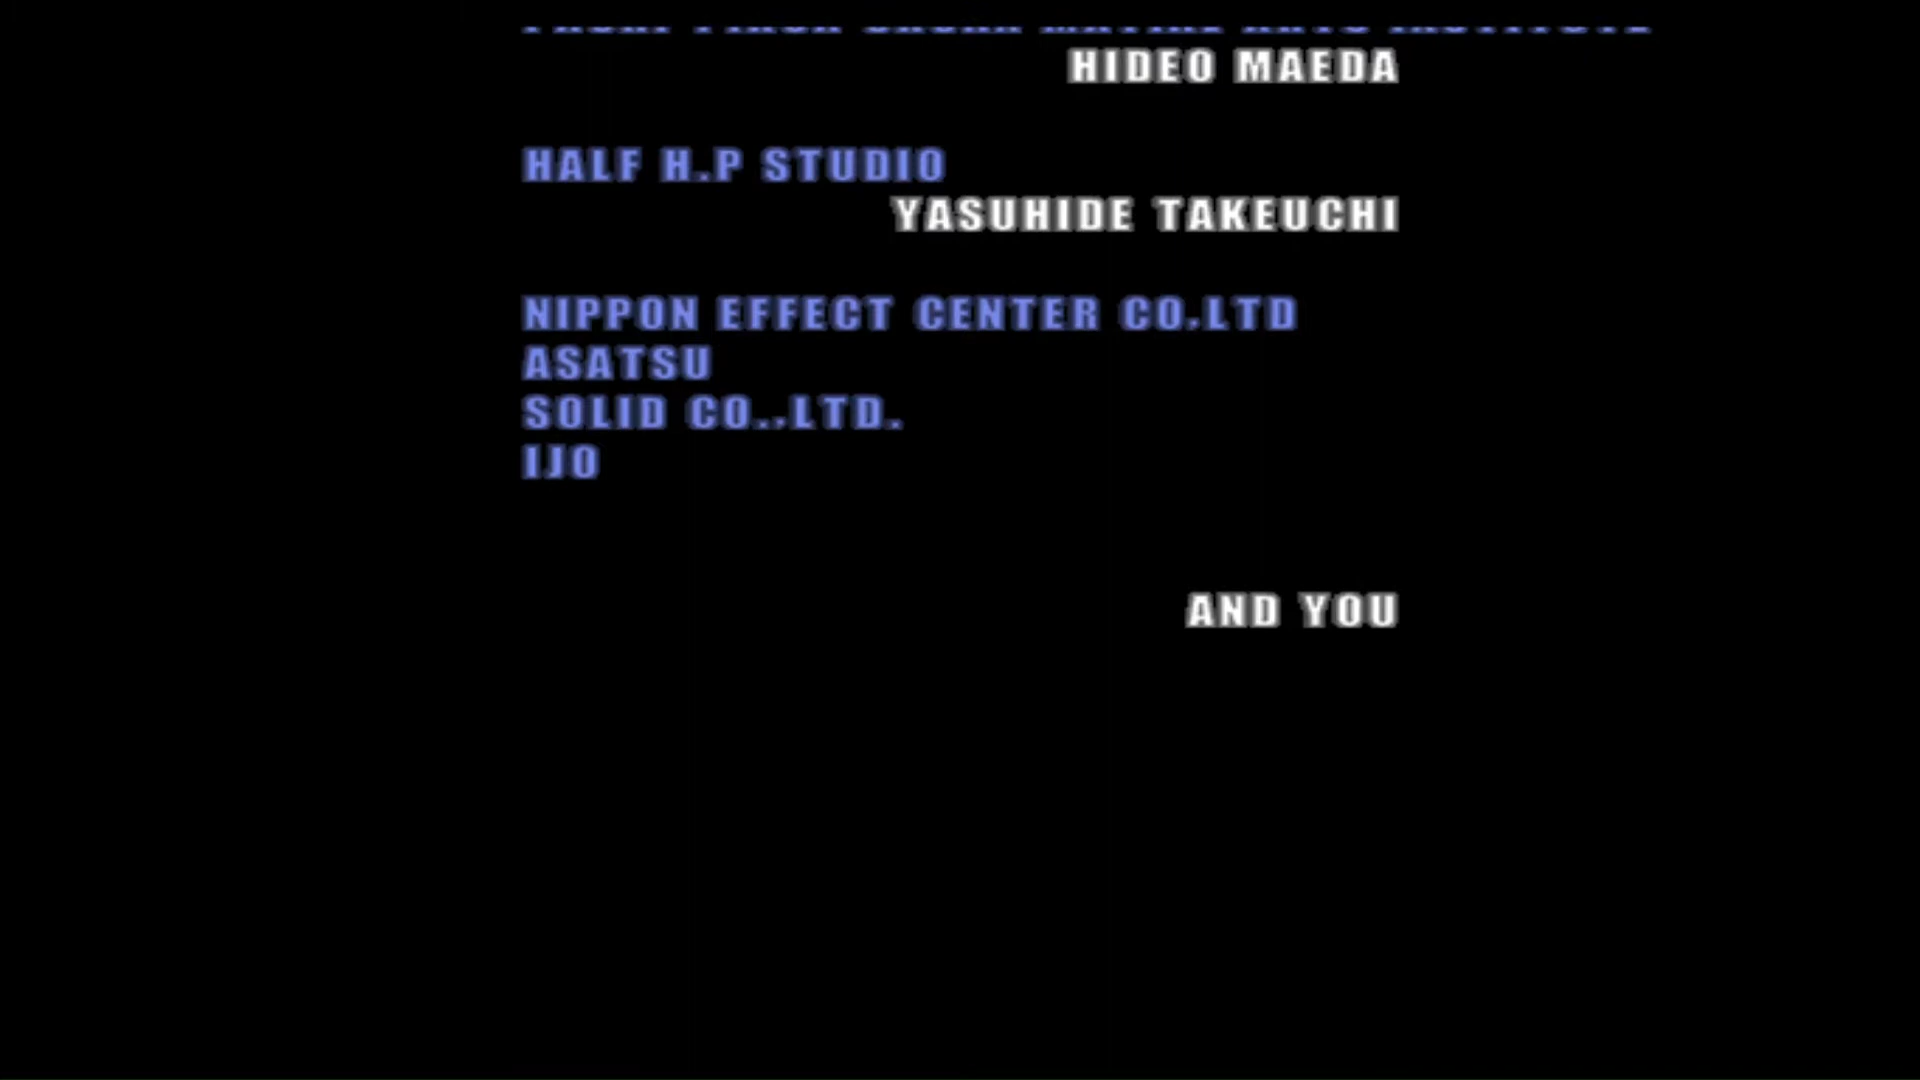 HIDEO MAEDA
HALF H.P STUDIO
YASUHIDE TAKEUCHI
NIPPON EFFECT CENTER CO.LTD
ASATSU
SOLID CO.,LTD.
IJO
AND YOU